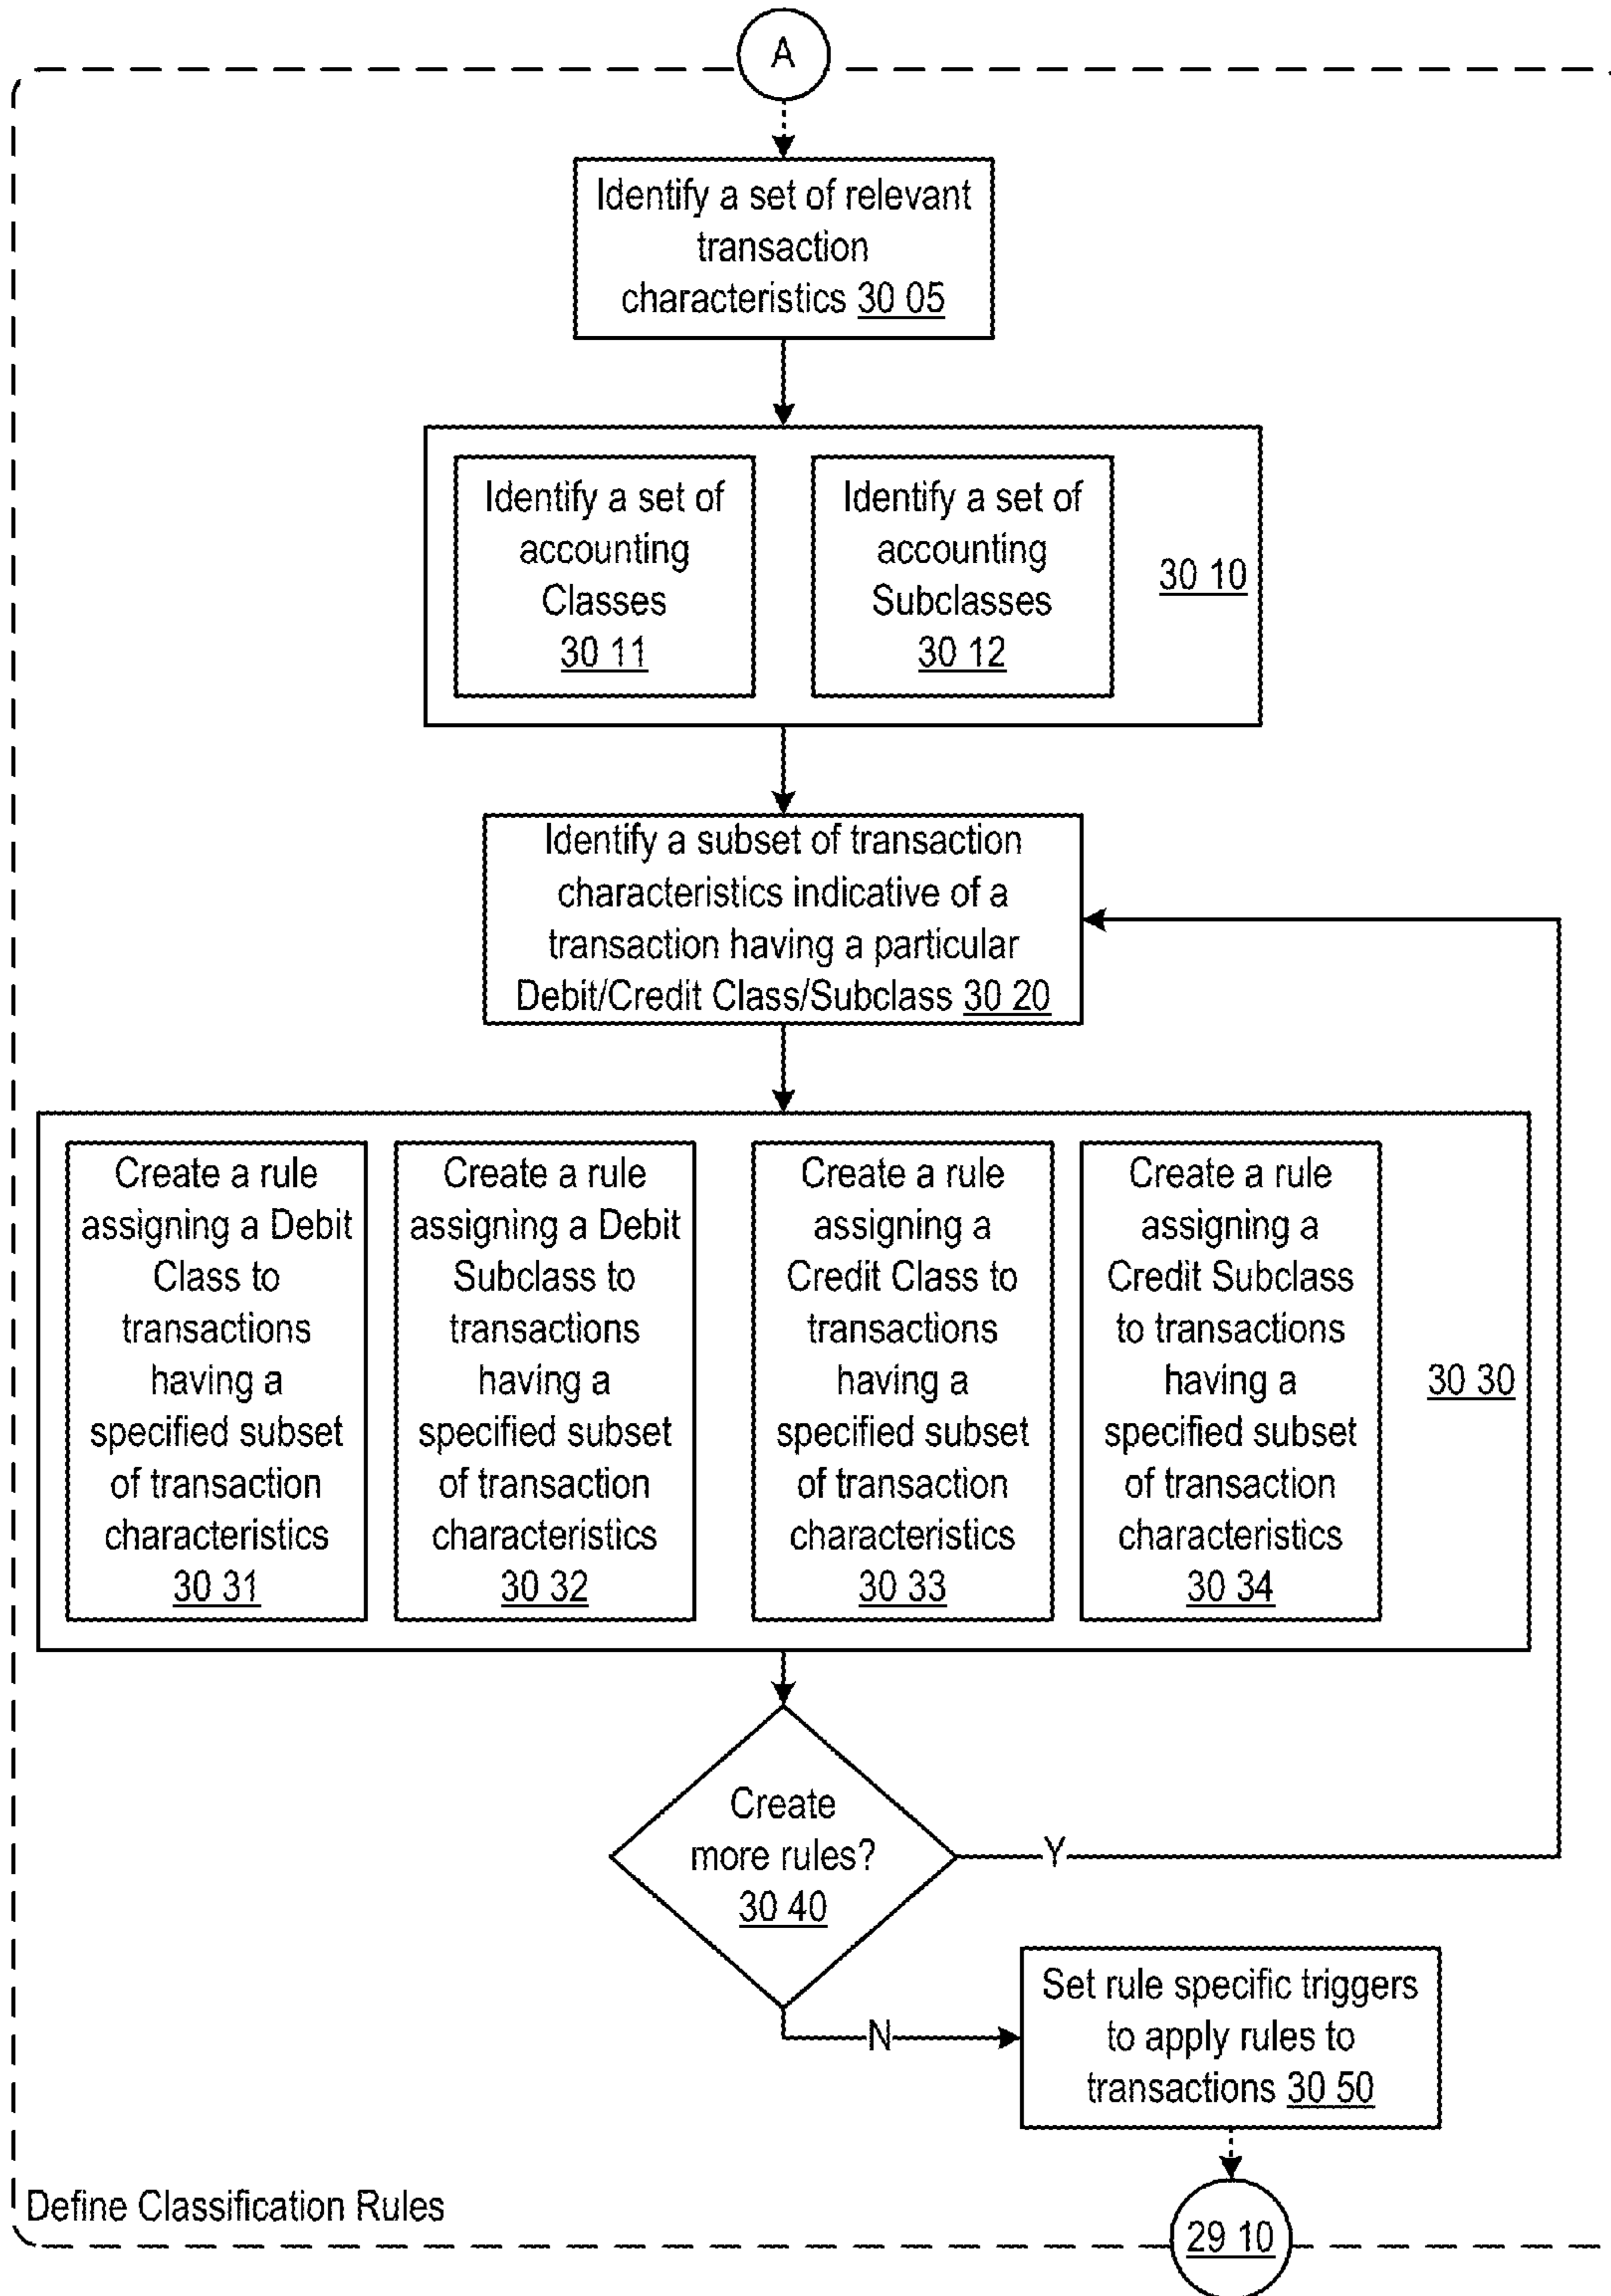 A
Identify a set of relevant
transaction
characteristics 30 05
Identify a set of
accounting
Classes
30 11
Identify a set of
accounting
Subclasses
30 12
30 10
Identify a subset of transaction
characteristics indicative of a
transaction having a particular
Debit/Credit Class/Subclass 30 20
Create a rule
assigning a Debit
Class to
transactions
having a
specified subset
of transaction
characteristics
30 31
Create a rule
assigning a Debit
Subclass to
transactions
having a
specified subset
of transaction
characteristics
30 32
Create a rule
assigning a
Credit Class to
transactions
having a
specified subset
of transaction
characteristics
30 33
Create a rule
assigning a
Credit Subclass
to transactions
having a
specified subset
of transaction
characteristics
30 34
30 30
Create
more rules?
30 40
Y
N
Set rule specific triggers
to apply rules to
transactions 30 50
Define Classification Rules
29 10